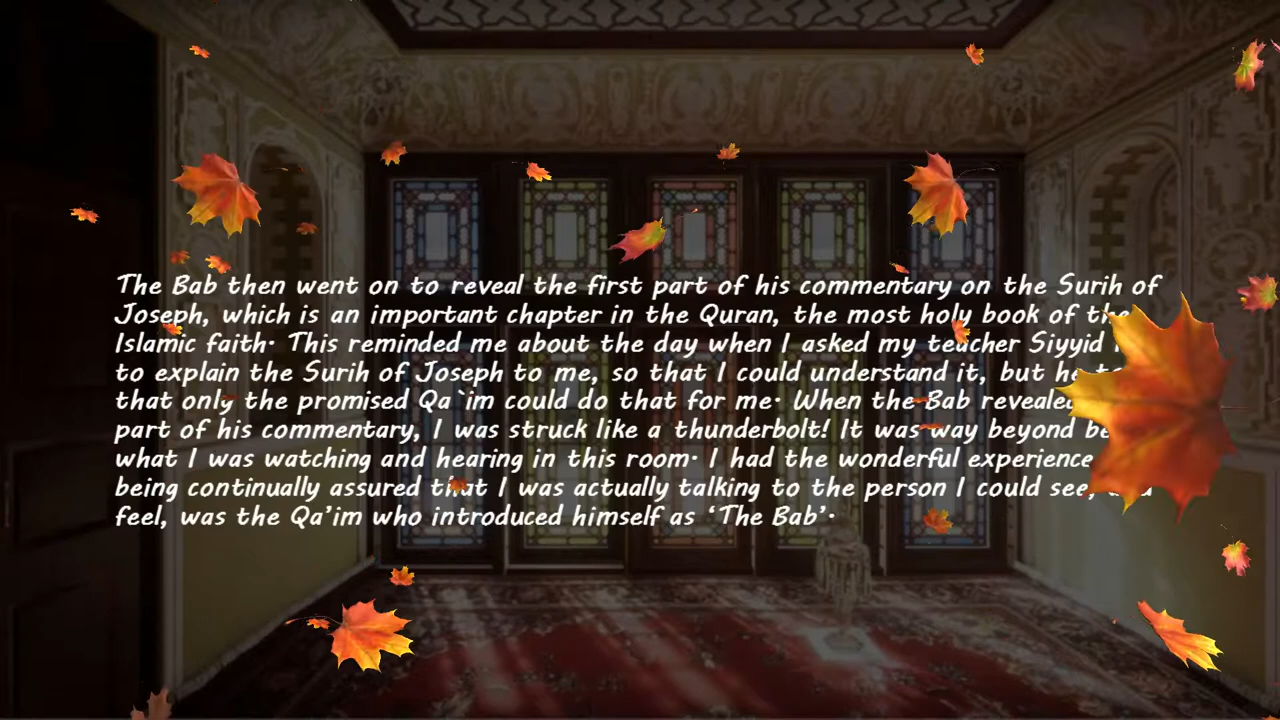 The Bab then went on to reveal the first part of his commentary on the Surih of
Joseph, which is an important chapter in the Quran, the most holy book of the
Islamic faith. This reminded me about the day when I asked my teacher Siyyid
to explain the Surih of Joseph to me, so that I could understand it, but he
that only the promised Qa`im could do that for me. When the Bab revealed
part of his commentary, I was struck like a thunderbolt! It was way beyond
what I was watching and hearing in this room. I had the wonderful experience
being continually assured that I was actually talking to the person I could see, and
feel, was the Qa’im who introduced himself as ‘The Bab’.